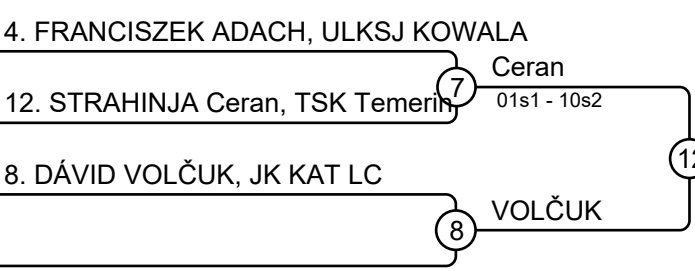 4. FRANCISZEK ADACH, ULKSJ KOWALA
7
Ceran
12. STRAHINJA Ceran, TSK Temerin
01s1 - 10s2
12
8. DÁVID VOLČUK, JK KAT LC
8
VOLČUK